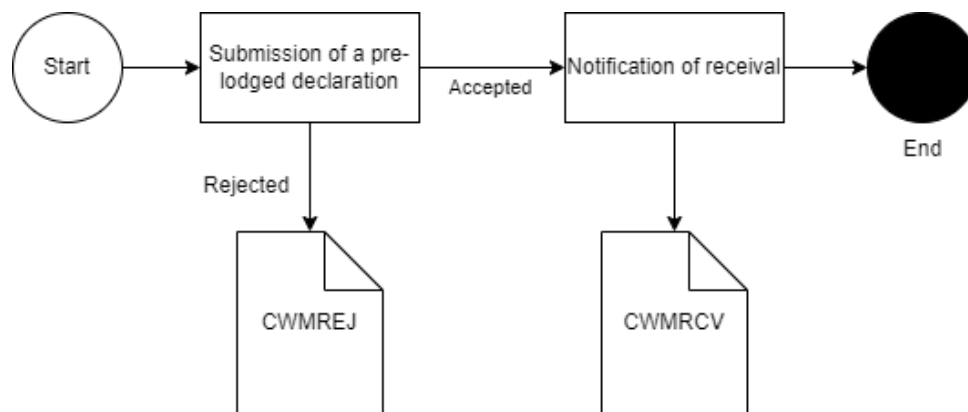 Start
Submission of a pre-
lodged declaration
Accepted
Notification of receival
End
Rejected
CWMREJ
CWMRCV